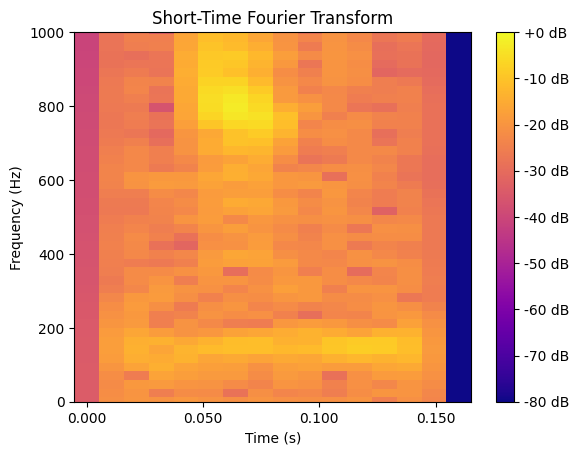 Short-Time Fourier Transform
Frequency (Hz)
1000
800
600
400
200
0
0.000
0.050
0.100
0.150
Time (s)
+0 dB
-10 dB
-20 dB
-30 dB
-40 dB
-50 dB
-60 dB
-70 dB
-80 dB